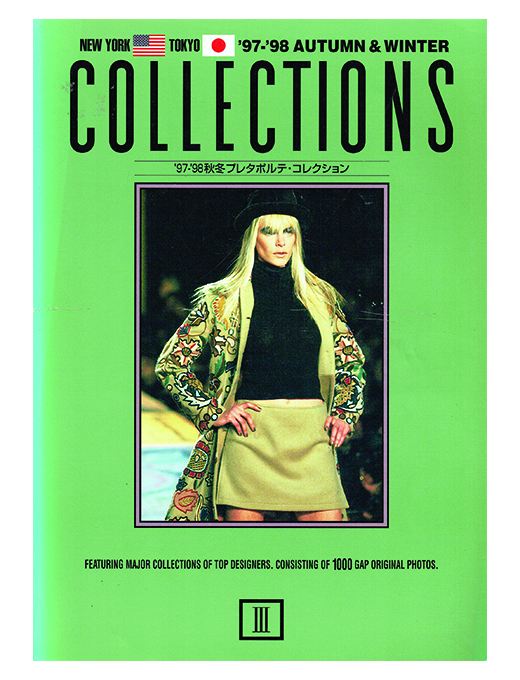 NEW YORK TOKYO '97-'98 AUTUMN & WINTER
COLLECTIONS
'97-'98秋冬プレタポルテ・コレクション
FEATURING MAJOR COLLECTIONS OF TOP DESIGNERS. CONSISTING OF 1000 GAP ORIGINAL PHOTOS.
III